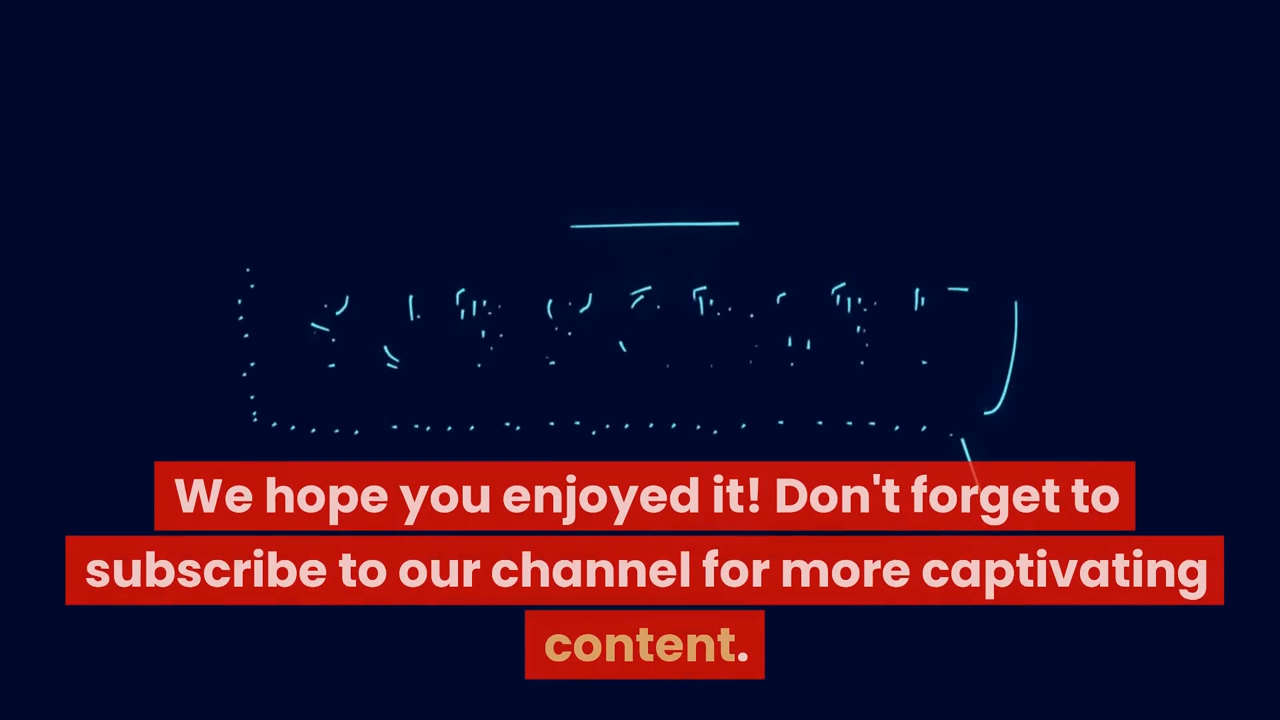 We hope you enjoyed it! Don't forget to
subscribe to our channel for more captivating
content.